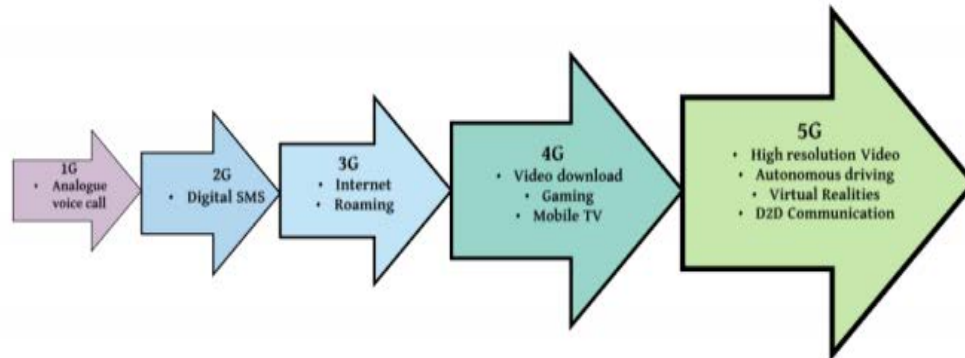 1G
• Analogue
voice call
2G
• Digital SMS
3G
• Internet
• Roaming
4G
• Video download
• Gaming
• Mobile TV
5G
• High resolution Video
• Autonomous driving
• Virtual Realities
• D2D Communication